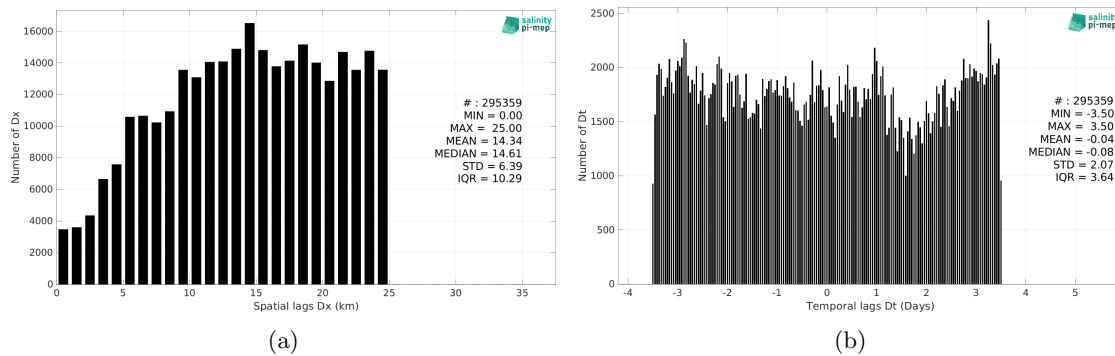 16000
14000
12000
10000
8000
6000
4000
2000
0
Number of Dx
salinity
pi-mep
# : 295359
MIN = 0.00
MAX = 25.00
MEAN = 14.34
MEDIAN = 14.61
STD = 6.39
IQR = 10.29
0 5 10 15 20 25 30 35
Spatial lags Dx (km)
(a)
2500
2000
1500
1000
500
0
Number of Dt
salinity
pi-mep
# : 295359
MIN = -3.50
MAX = 3.50
MEAN = -0.04
MEDIAN = -0.08
STD = 2.07
IQR = 3.64
-4 -3 -2 -1 0 1 2 3 4 5
Temporal lags Dt (Days)
(b)